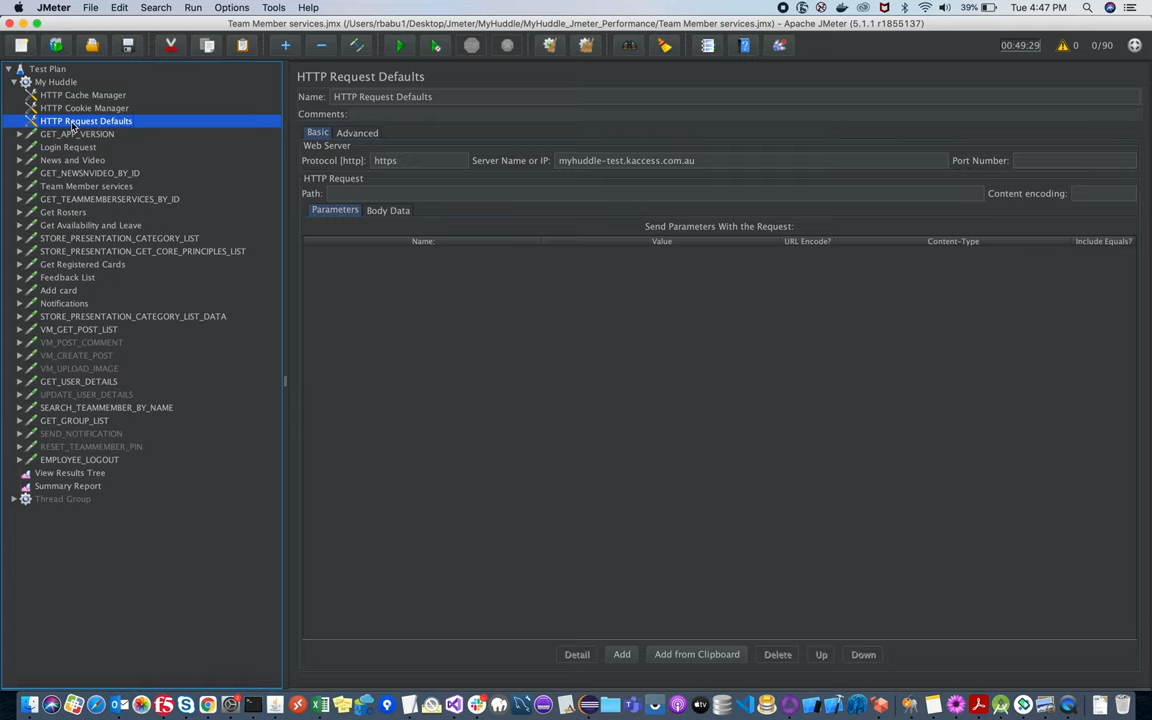 JMeter File Edit Search Run Options Tools Help 39% Tue 4:47 PM
Team Member services.jmx (/Users/rbabu1/Desktop/Jmeter/MyHuddle/MyHuddle_Jmeter_Performance/Team Member services.jmx) - Apache JMeter (5.1.1 r1855137)
00:49:29 0 0/90
Test Plan
My Huddle
HTTP Cache Manager
HTTP Cookie Manager
HTTP Request Defaults
GET_APP_VERSION
Login Request
News and Video
GET_NEWSNVIDEO_BY_ID
Team Member services
GET_TEAMMEMBERSERVICES_BY_ID
Get Rosters
Get Availability and Leave
STORE_PRESENTATION_CATEGORY_LIST
STORE_PRESENTATION_GET_CORE_PRINCIPLES_LIST
Get Registered Cards
Feedback List
Add card
Notifications
STORE_PRESENTATION_CATEGORY_LIST_DATA
VM_GET_POST_LIST
VM_POST_COMMENT
VM_CREATE_POST
VM_UPLOAD_IMAGE
GET_USER_DETAILS
UPDATE_USER_DETAILS
SEARCH_TEAMMEMBER_BY_NAME
GET_GROUP_LIST
SEND_NOTIFICATION
RESET_TEAMMEMBER_PIN
EMPLOYEE_LOGOUT
View Results Tree
Summary Report
Thread Group
HTTP Request Defaults
Name: HTTP Request Defaults
Comments:
Basic Advanced
Web Server
Protocol [http]: https Server Name or IP: myhuddle-test.kaccess.com.au Port Number:
HTTP Request
Path: Content encoding:
Parameters Body Data
Send Parameters With the Request:
Name: Value URL Encode? Content-Type Include Equals?
Detail Add Add from Clipboard Delete Up Down